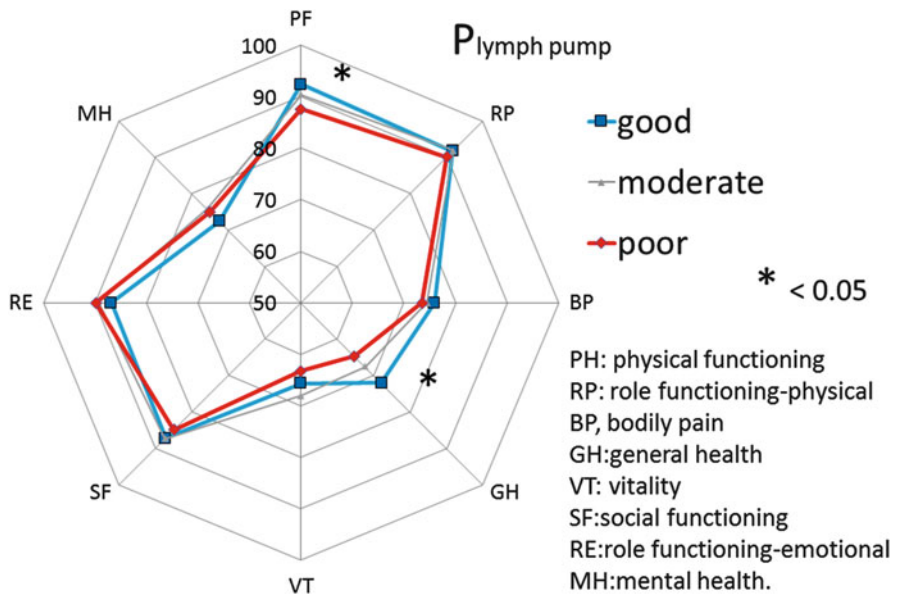 PF
100
P lymph pump
*
90
MH
RP
good
80
moderate
70
poor
60
* < 0.05
RE
50
BP
PH: physical functioning
*
RP: role functioning-physical
BP, bodily pain
GH:general health
VT: vitality
SF
GH
SF:social functioning
RE:role functioning-emotional
VT
MH:mental health.